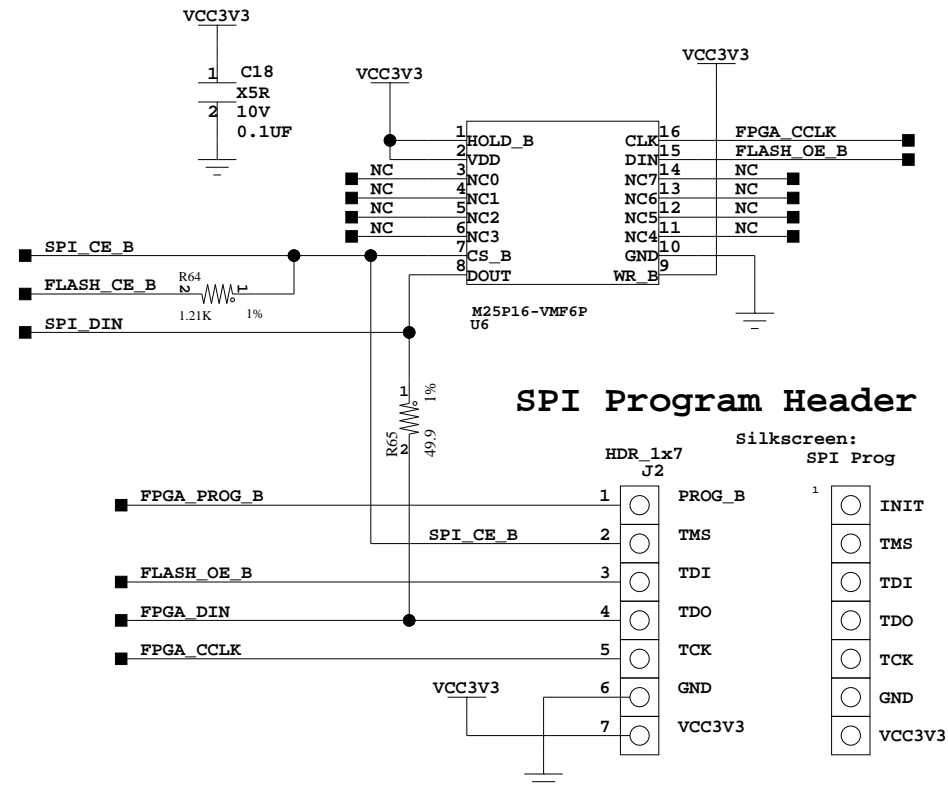 VCC3V3
1 C18
X5R
2 10V
0.1UF
VCC3V3
VCC3V3
1 HOLD_B CLK 16 FPGA_CCLK
2 VDD DIN 15 FLASH_OE_B
NC 3 NC0 NC7 14 NC
NC 4 NC1 NC6 13 NC
NC 5 NC2 NC5 12 NC
NC 6 NC3 NC4 11 NC
SPI_CE_B 7 CS_B GND 10
8 DOUT WR_B 9
FLASH_CE_B R64 2 1
1.21K 1%
M25P16-VMF6P
U6
SPI_DIN
1 1%
R65 2 49.9
SPI Program Header
Silkscreen:
HDR_1x7 SPI Prog
J2
FPGA_PROG_B 1 PROG_B 1 INIT
SPI_CE_B 2 TMS TMS
FLASH_OE_B 3 TDI TDI
FPGA_DIN 4 TDO TDO
FPGA_CCLK 5 TCK TCK
VCC3V3 6 GND GND
7 VCC3V3 VCC3V3